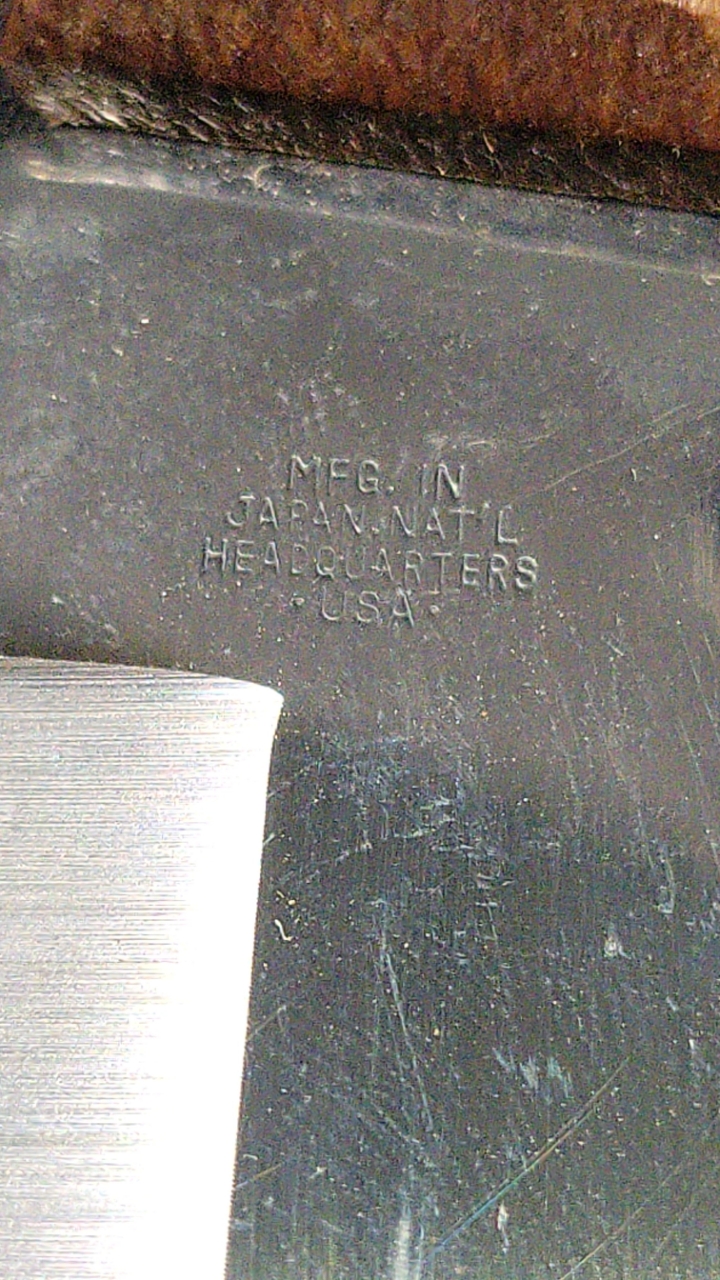 MFG. IN
JAPAN. NAT'L
HEADQUARTERS
· USA ·